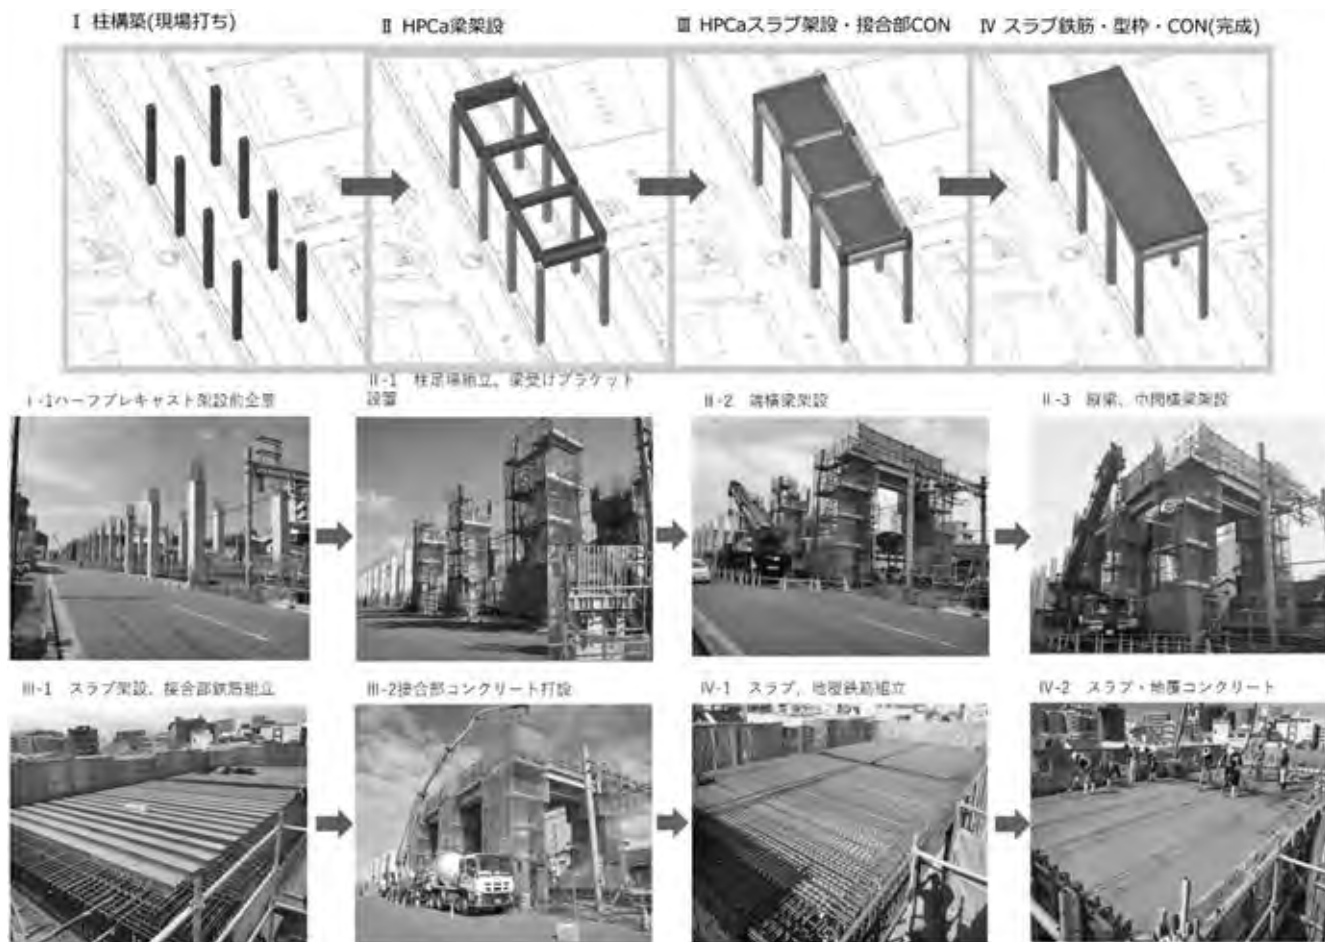 Ⅰ 柱構築(現場打ち)
Ⅱ HPCa梁架設
Ⅲ HPCaスラブ架設・接合部CON
Ⅳ スラブ鉄筋・型枠・CON(完成)
Ⅰ-1ハーフプレキャスト架設前全景
Ⅱ-1 柱足場組立、梁受けブラケット
設置
Ⅱ-2 端横梁架設
Ⅱ-3 縦梁、中間横梁架設
Ⅲ-1 スラブ架設、接合部鉄筋組立
Ⅲ-2接合部コンクリート打設
Ⅳ-1 スラブ、地覆鉄筋組立
Ⅳ-2 スラブ・地覆コンクリート